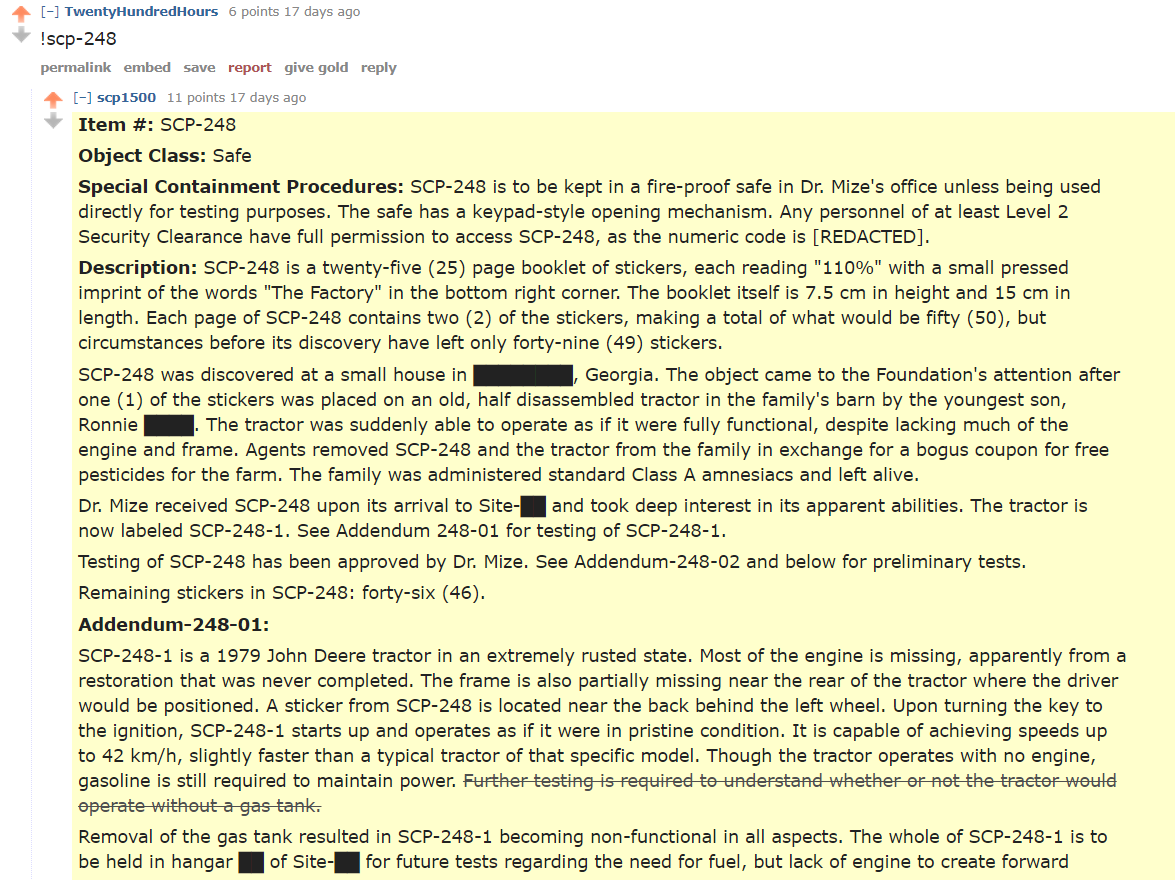 [–] TwentyHundredHours 6 points 17 days ago
!scp-248
permalink embed save report give gold reply
[–] scp1500 11 points 17 days ago
Item #: SCP-248
Object Class: Safe
Special Containment Procedures: SCP-248 is to be kept in a fire-proof safe in Dr. Mize's office unless being used
directly for testing purposes. The safe has a keypad-style opening mechanism. Any personnel of at least Level 2
Security Clearance have full permission to access SCP-248, as the numeric code is [REDACTED].
Description: SCP-248 is a twenty-five (25) page booklet of stickers, each reading "110%" with a small pressed
imprint of the words "The Factory" in the bottom right corner. The booklet itself is 7.5 cm in height and 15 cm in
length. Each page of SCP-248 contains two (2) of the stickers, making a total of what would be fifty (50), but
circumstances before its discovery have left only forty-nine (49) stickers.
SCP-248 was discovered at a small house in ████████, Georgia. The object came to the Foundation's attention after
one (1) of the stickers was placed on an old, half disassembled tractor in the family's barn by the youngest son,
Ronnie ████. The tractor was suddenly able to operate as if it were fully functional, despite lacking much of the
engine and frame. Agents removed SCP-248 and the tractor from the family in exchange for a bogus coupon for free
pesticides for the farm. The family was administered standard Class A amnesiacs and left alive.
Dr. Mize received SCP-248 upon its arrival to Site-██ and took deep interest in its apparent abilities. The tractor is
now labeled SCP-248-1. See Addendum 248-01 for testing of SCP-248-1.
Testing of SCP-248 has been approved by Dr. Mize. See Addendum-248-02 and below for preliminary tests.
Remaining stickers in SCP-248: forty-six (46).
Addendum-248-01:
SCP-248-1 is a 1979 John Deere tractor in an extremely rusted state. Most of the engine is missing, apparently from a
restoration that was never completed. The frame is also partially missing near the rear of the tractor where the driver
would be positioned. A sticker from SCP-248 is located near the back behind the left wheel. Upon turning the key to
the ignition, SCP-248-1 starts up and operates as if it were in pristine condition. It is capable of achieving speeds up
to 42 km/h, slightly faster than a typical tractor of that specific model. Though the tractor operates with no engine,
gasoline is still required to maintain power. Further testing is required to understand whether or not the tractor would
operate without a gas tank.
Removal of the gas tank resulted in SCP-248-1 becoming non-functional in all aspects. The whole of SCP-248-1 is to
be held in hangar ██ of Site-██ for future tests regarding the need for fuel, but lack of engine to create forward